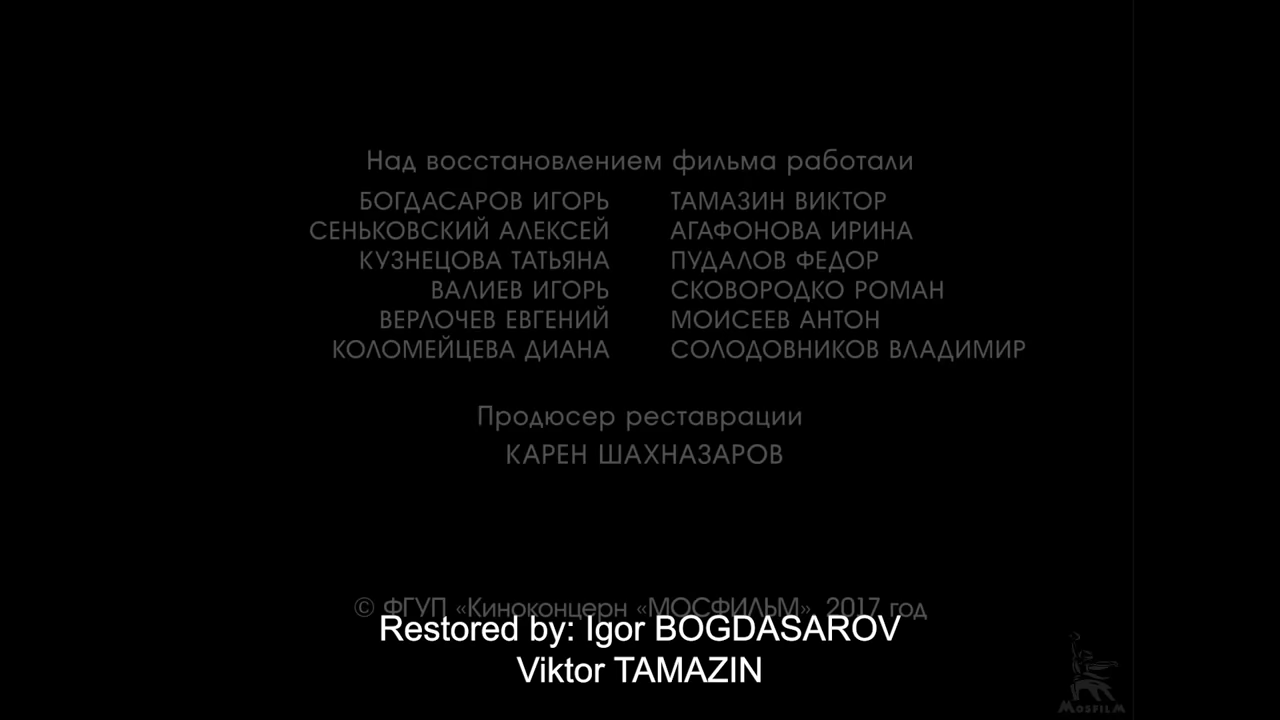 Над восстановлением фильма работали
БОГДАСАРОВ ИГОРЬ ТАМАЗИН ВИКТОР
СЕНЬКОВСКИЙ АЛЕКСЕЙ АГАФОНОВА ИРИНА
КУЗНЕЦОВА ТАТЬЯНА ПУДАЛОВ ФЕДОР
ВАЛИЕВ ИГОРЬ СКОВОРОДКО РОМАН
ВЕРЛОЧЕВ ЕВГЕНИЙ МОИСЕЕВ АНТОН
КОЛОМЕЙЦЕВА ДИАНА СОЛОДОВНИКОВ ВЛАДИМИР
Продюсер реставрации
КАРЕН ШАХНАЗАРОВ
© ФГУП «Киноконцерн «МОСФИЛЬМ», 2017 год
Restored by: Igor BOGDASAROV
Viktor TAMAZIN
MOSFILM